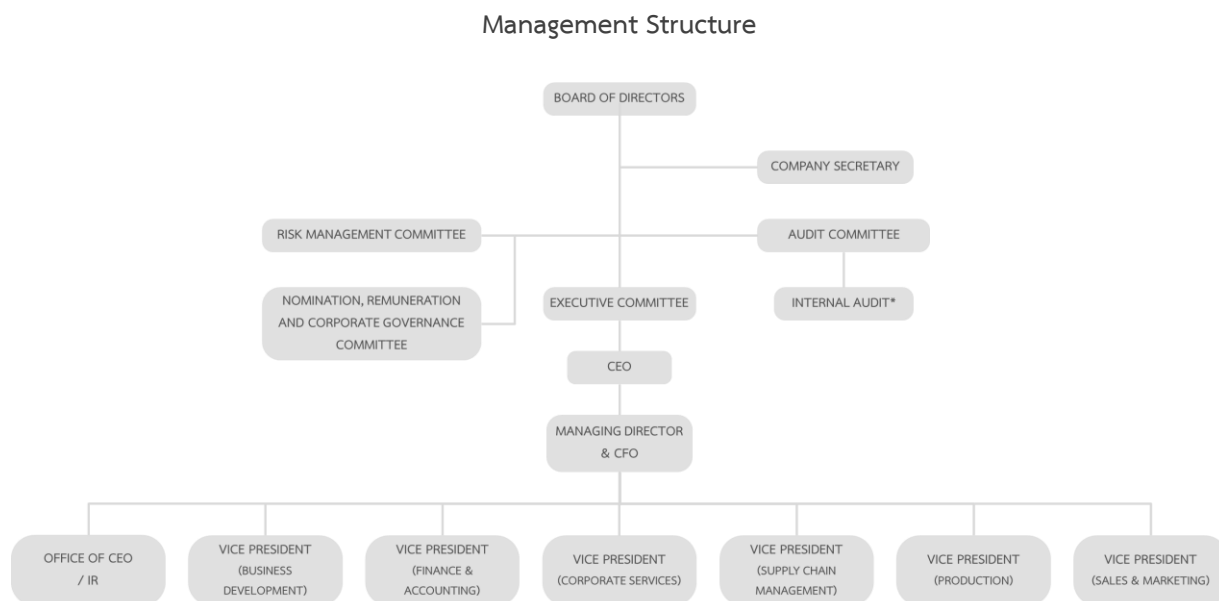 Management Structure
BOARD OF DIRECTORS
COMPANY SECRETARY
RISK MANAGEMENT COMMITTEE
AUDIT COMMITTEE
NOMINATION, REMUNERATION
AND CORPORATE GOVERNANCE
COMMITTEE
EXECUTIVE COMMITTEE
INTERNAL AUDIT*
CEO
MANAGING DIRECTOR
& CFO
OFFICE OF CEO
/ IR
VICE PRESIDENT
(BUSINESS
DEVELOPMENT)
VICE PRESIDENT
(FINANCE &
ACCOUNTING)
VICE PRESIDENT
(CORPORATE SERVICES)
VICE PRESIDENT
(SUPPLY CHAIN
MANAGEMENT)
VICE PRESIDENT
(PRODUCTION)
VICE PRESIDENT
(SALES & MARKETING)